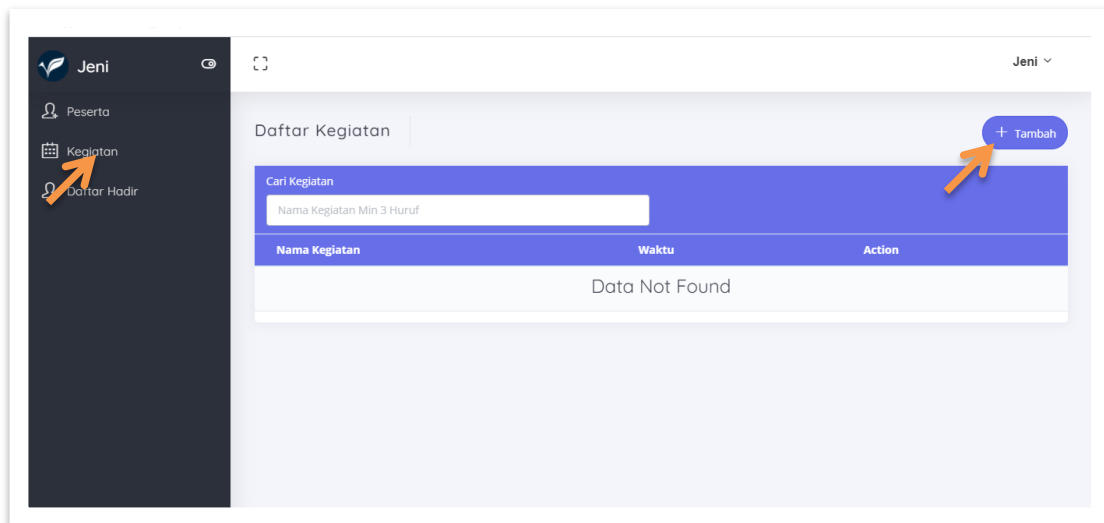 Jeni
Jeni
Peserta
Kegiatan
Daftar Hadir
Daftar Kegiatan
+ Tambah
Cari Kegiatan
Nama Kegiatan Min 3 Huruf
Nama Kegiatan Waktu Action
Data Not Found